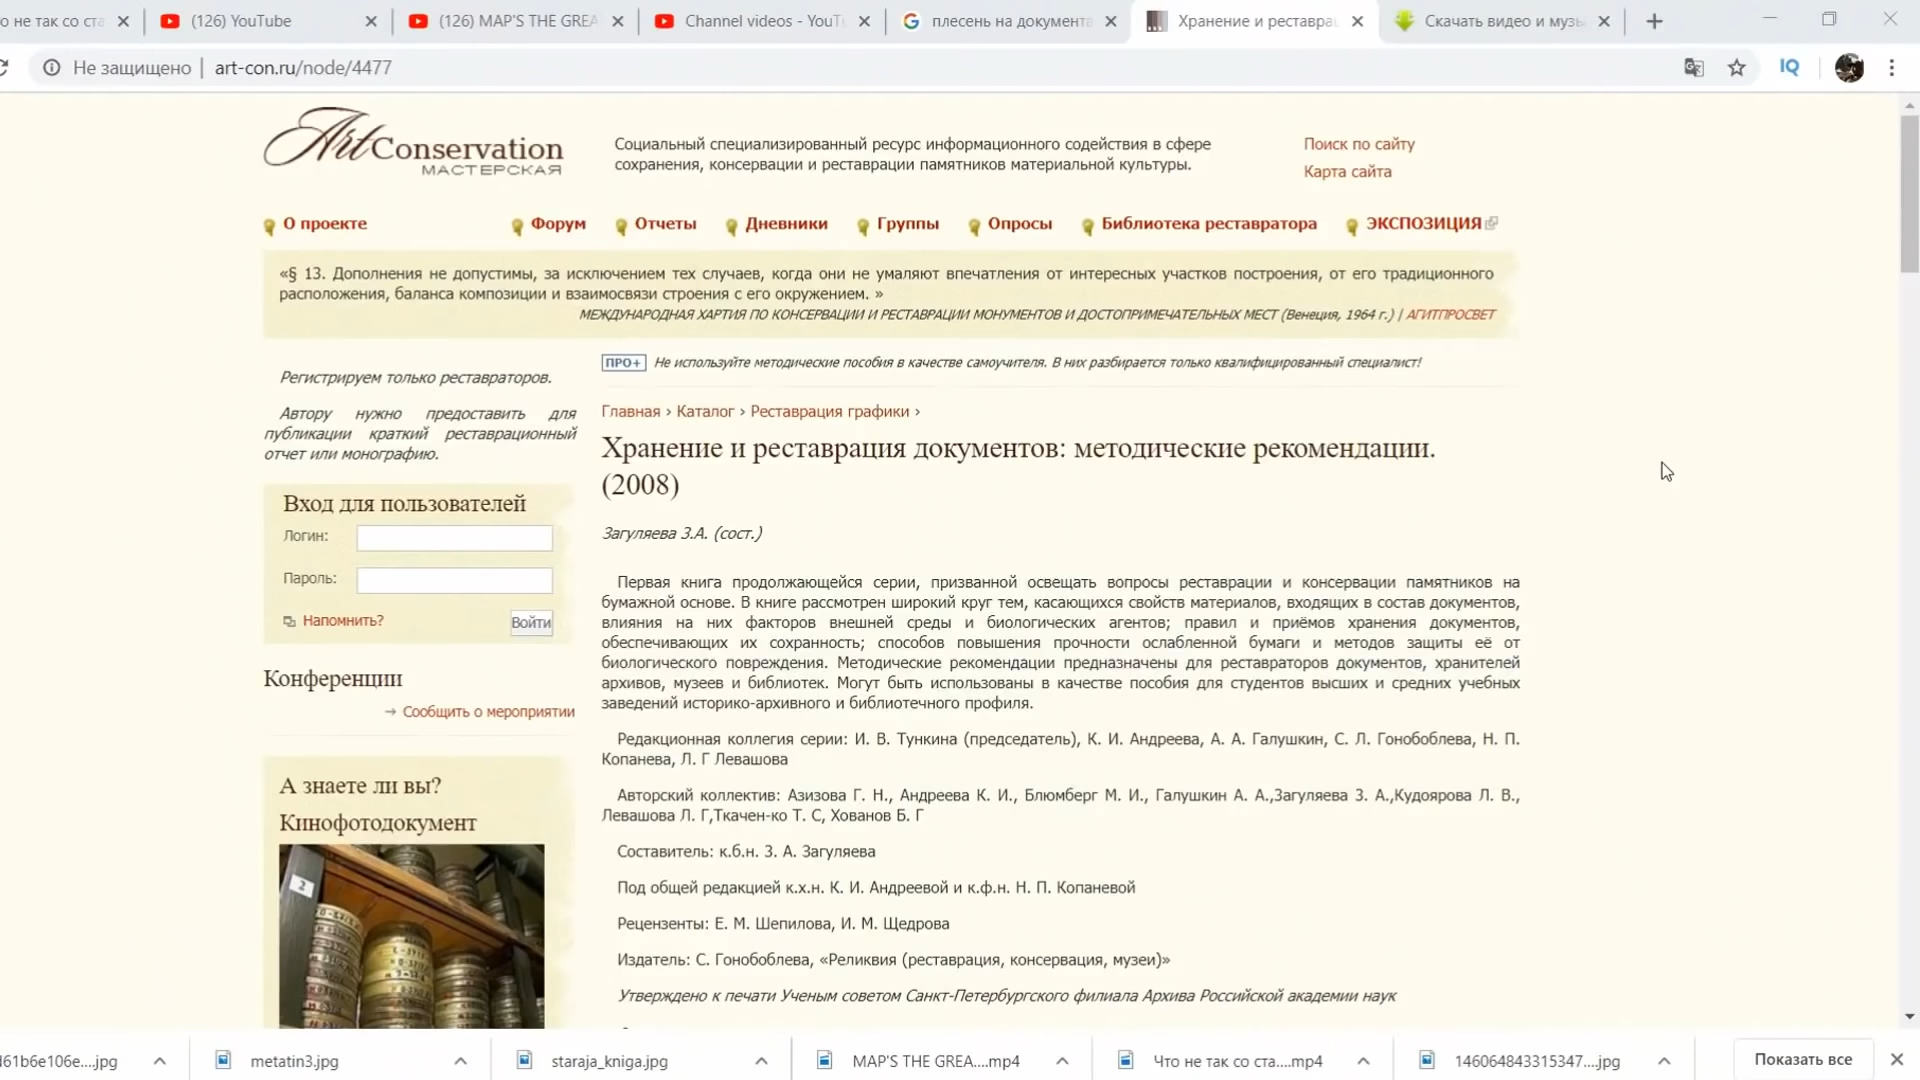 о не так со ста
(126) YouTube
(126) MAP'S THE GREA
Channel videos - YouTu
плесень на документа
Хранение и реставрац
Скачать видео и музы
Не защищено | art-con.ru/node/4477
IQ
ArtConservation
МАСТЕРСКАЯ
Социальный специализированный ресурс информационного содействия в сфере
сохранения, консервации и реставрации памятников материальной культуры.
Поиск по сайту
Карта сайта
О проекте
Форум
Отчеты
Дневники
Группы
Опросы
Библиотека реставратора
ЭКСПОЗИЦИЯ
«§ 13. Дополнения не допустимы, за исключением тех случаев, когда они не умаляют впечатления от интересных участков построения, от его традиционного
расположения, баланса композиции и взаимосвязи строения с его окружением. »
МЕЖДУНАРОДНАЯ ХАРТИЯ ПО КОНСЕРВАЦИИ И РЕСТАВРАЦИИ МОНУМЕНТОВ И ДОСТОПРИМЕЧАТЕЛЬНЫХ МЕСТ (Венеция, 1964 г.) | АГИТПРОСВЕТ
Регистрируем только реставраторов.
Автору нужно предоставить для
публикации краткий реставрационный
отчет или монографию.
Вход для пользователей
Логин:
Пароль:
Напомнить?
Войти
Конференции
→ Сообщить о мероприятии
А знаете ли вы?
Кинофотодокумент
2
ПРО+ Не используйте методические пособия в качестве самоучителя. В них разбирается только квалифицированный специалист!
Главная › Каталог › Реставрация графики ›
Хранение и реставрация документов: методические рекомендации.
(2008)
Загуляева З.А. (сост.)
Первая книга продолжающейся серии, призванной освещать вопросы реставрации и консервации памятников на
бумажной основе. В книге рассмотрен широкий круг тем, касающихся свойств материалов, входящих в состав документов,
влияния на них факторов внешней среды и биологических агентов; правил и приёмов хранения документов,
обеспечивающих их сохранность; способов повышения прочности ослабленной бумаги и методов защиты её от
биологического повреждения. Методические рекомендации предназначены для реставраторов документов, хранителей
архивов, музеев и библиотек. Могут быть использованы в качестве пособия для студентов высших и средних учебных
заведений историко-архивного и библиотечного профиля.
Редакционная коллегия серии: И. В. Тункина (председатель), К. И. Андреева, А. А. Галушкин, С. Л. Гонобоблева, Н. П.
Копанева, Л. Г Левашова
Авторский коллектив: Азизова Г. Н., Андреева К. И., Блюмберг М. И., Галушкин А. А.,Загуляева З. А.,Кудоярова Л. В.,
Левашова Л. Г,Ткачен-ко Т. С, Хованов Б. Г
Составитель: к.б.н. З. А. Загуляева
Под общей редакцией к.х.н. К. И. Андреевой и к.ф.н. Н. П. Копаневой
Рецензенты: Е. М. Шепилова, И. М. Щедрова
Издатель: С. Гонобоблева, «Реликвия (реставрация, консервация, музеи)»
Утверждено к печати Ученым советом Санкт-Петербургского филиала Архива Российской академии наук
d61b6e106e....jpg
metatin3.jpg
staraja_kniga.jpg
MAP'S THE GREA....mp4
Что не так со ста....mp4
146064843315347....jpg
Показать все